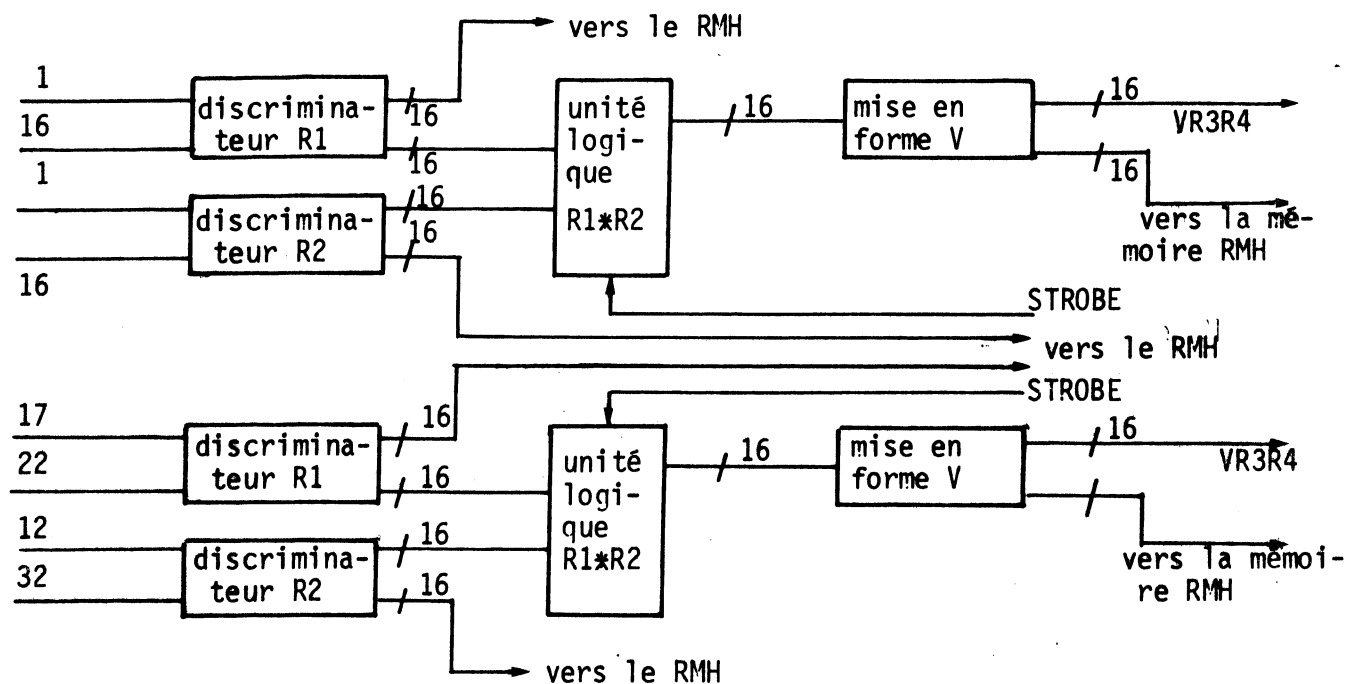 vers le RMH
1
16
discrimina-
teur R1
16
16
unité
logi-
que
R1*R2
16
mise en
forme V
16
VR3R4
16
vers la mé-
moire RMH
1
16
discrimina-
teur R2
16
16
STROBE
vers le RMH
STROBE
17
22
discrimina-
teur R1
16
16
unité
logi-
que
R1*R2
16
mise en
forme V
16
VR3R4
vers la mémoi-
re RMH
12
32
discrimina-
teur R2
16
16
vers le RMH